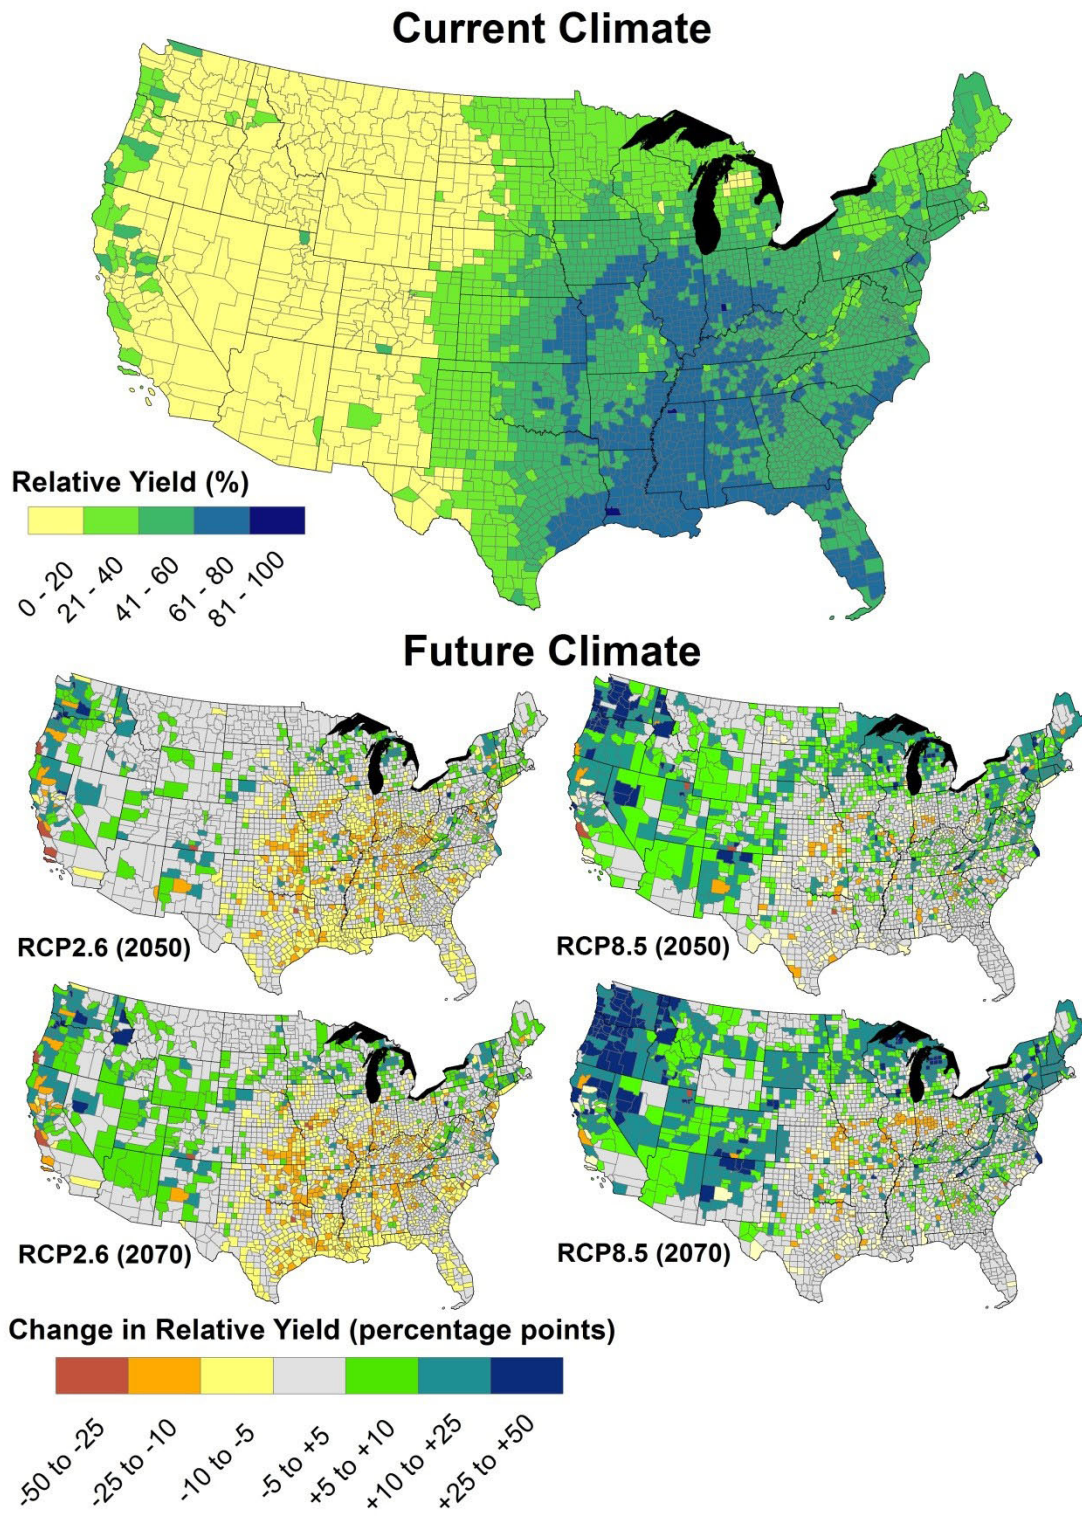 Current Climate
Relative Yield (%)
0 - 20
21 - 40
41 - 60
61 - 80
81 - 100
Future Climate
RCP2.6 (2050)
RCP8.5 (2050)
RCP2.6 (2070)
RCP8.5 (2070)
Change in Relative Yield (percentage points)
-50 to -25
-25 to -10
-10 to -5
-5 to +5
+5 to +10
+10 to +25
+25 to +50